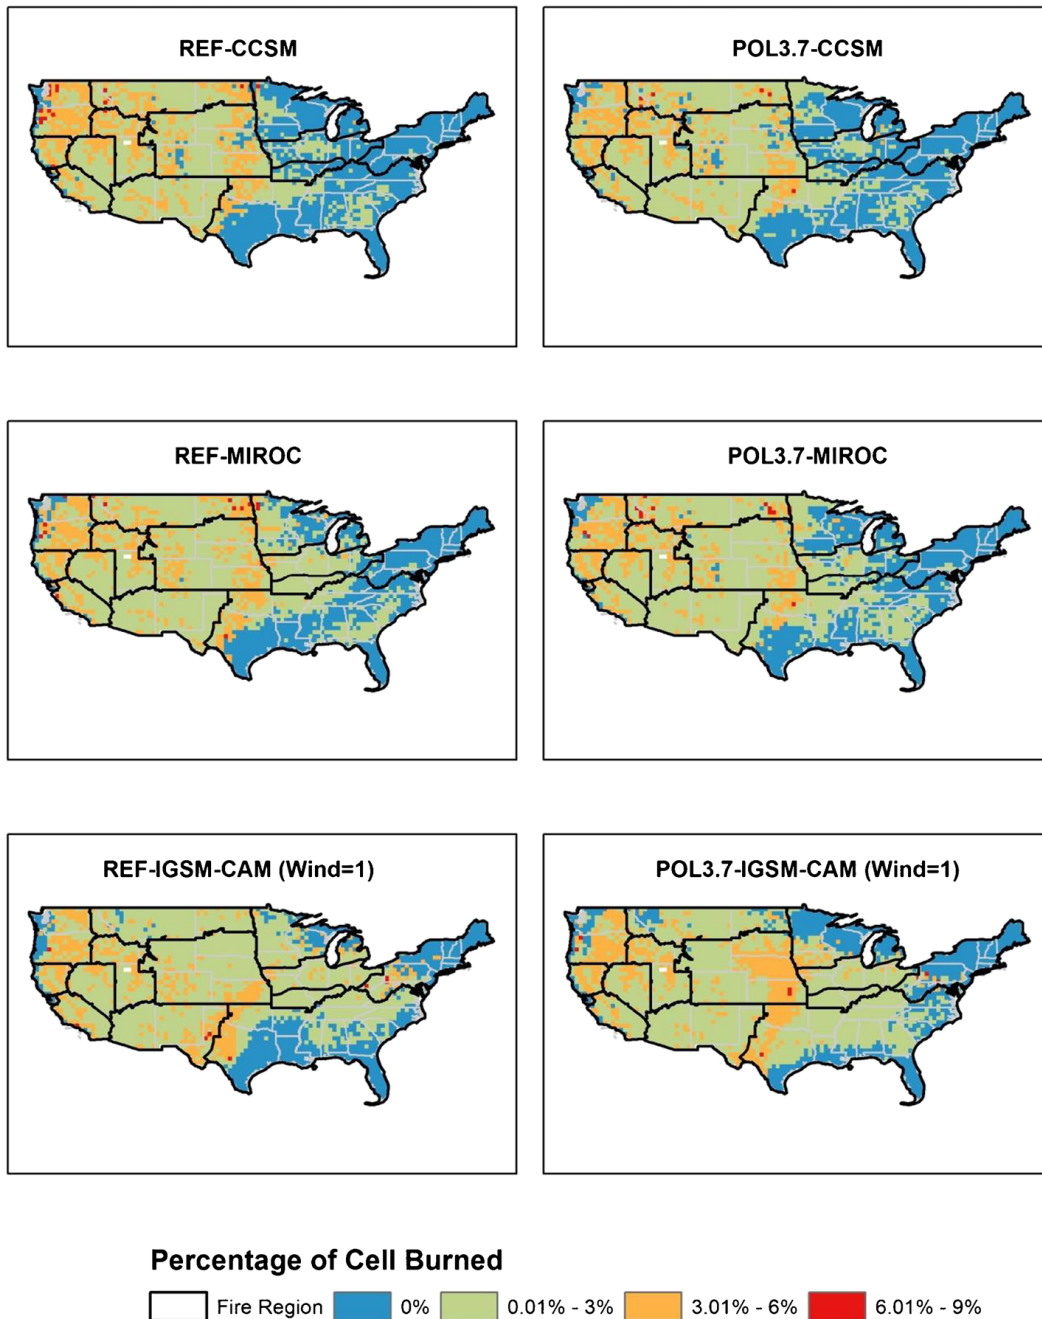 REF-CCSM
POL3.7-CCSM
REF-MIROC
POL3.7-MIROC
REF-IGSM-CAM (Wind=1)
POL3.7-IGSM-CAM (Wind=1)
Percentage of Cell Burned
Fire Region 0% 0.01% - 3% 3.01% - 6% 6.01% - 9%